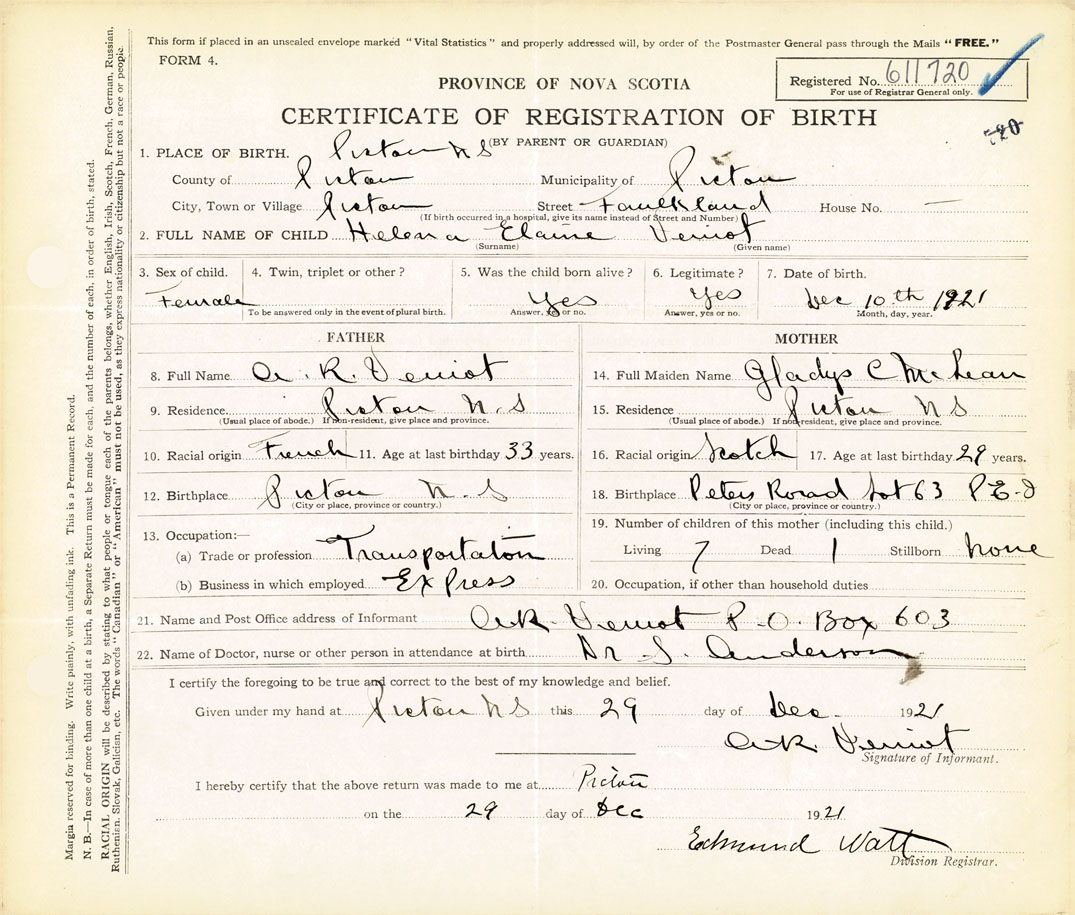 This form if placed in an unsealed envelope marked "Vital Statistics" and properly addressed will, by order of the Postmaster General pass through the Mails "FREE."
FORM 4.
Registered No. 611720
For use of Registrar General only.
PROVINCE OF NOVA SCOTIA
CERTIFICATE OF REGISTRATION OF BIRTH
(BY PARENT OR GUARDIAN)
720
1. PLACE OF BIRTH. Picton N S
County of Picton Municipality of Picton
City, Town or Village Picton Street Faulkland House No. —
(If birth occurred in a hospital, give its name instead of Street and Number)
2. FULL NAME OF CHILD Helena Elaine Veniot
(Surname) (Given name)
3. Sex of child. 4. Twin, triplet or other? 5. Was the child born alive? 6. Legitimate? 7. Date of birth.
Female Yes Yes Dec 10th 1921
To be answered only in the event of plural birth. Answer, yes or no. Answer, yes or no. Month, day, year.
FATHER
8. Full Name A. R. Veniot
9. Residence Picton N. S
(Usual place of abode.) If non-resident, give place and province.
10. Racial origin French 11. Age at last birthday 33 years.
12. Birthplace Picton N. S
(City or place, province or country.)
13. Occupation:—
(a) Trade or profession Transportation
(b) Business in which employed Express
MOTHER
14. Full Maiden Name Gladys C McLean
15. Residence Picton N S
(Usual place of abode.) If non-resident, give place and province.
16. Racial origin Scotch 17. Age at last birthday 29 years.
18. Birthplace Peters Rorad Lot 63 P E-I
(City or place, province or country.)
19. Number of children of this mother (including this child.)
Living 7 Dead 1 Stillborn None
20. Occupation, if other than household duties
21. Name and Post Office address of Informant A.R. Veniot P.O. Box 603
22. Name of Doctor, nurse or other person in attendance at birth Dr S. Anderson
I certify the foregoing to be true and correct to the best of my knowledge and belief.
Given under my hand at Picton N S this 29 day of Dec. 1921
A.R. Veniot
Signature of Informant.
I hereby certify that the above return was made to me at Picton
on the 29 day of Dec 1921
Edmund Watt
Division Registrar.
Margin reserved for binding. Write plainly, with unfading ink. This is a Permanent Record.
N. B.—In case of more than one child at a birth, a Separate Return must be made for each, and the number of each, in order of birth, stated.
RACIAL ORIGIN will be described by stating to what people or tongue each of the parents belongs, whether English, Irish, Scotch, French, German, Russian,
Ruthenian, Slovak, Galician, etc. The words "Canadian" or "American" must not be used, as they express nationality or citizenship but not a race or people.